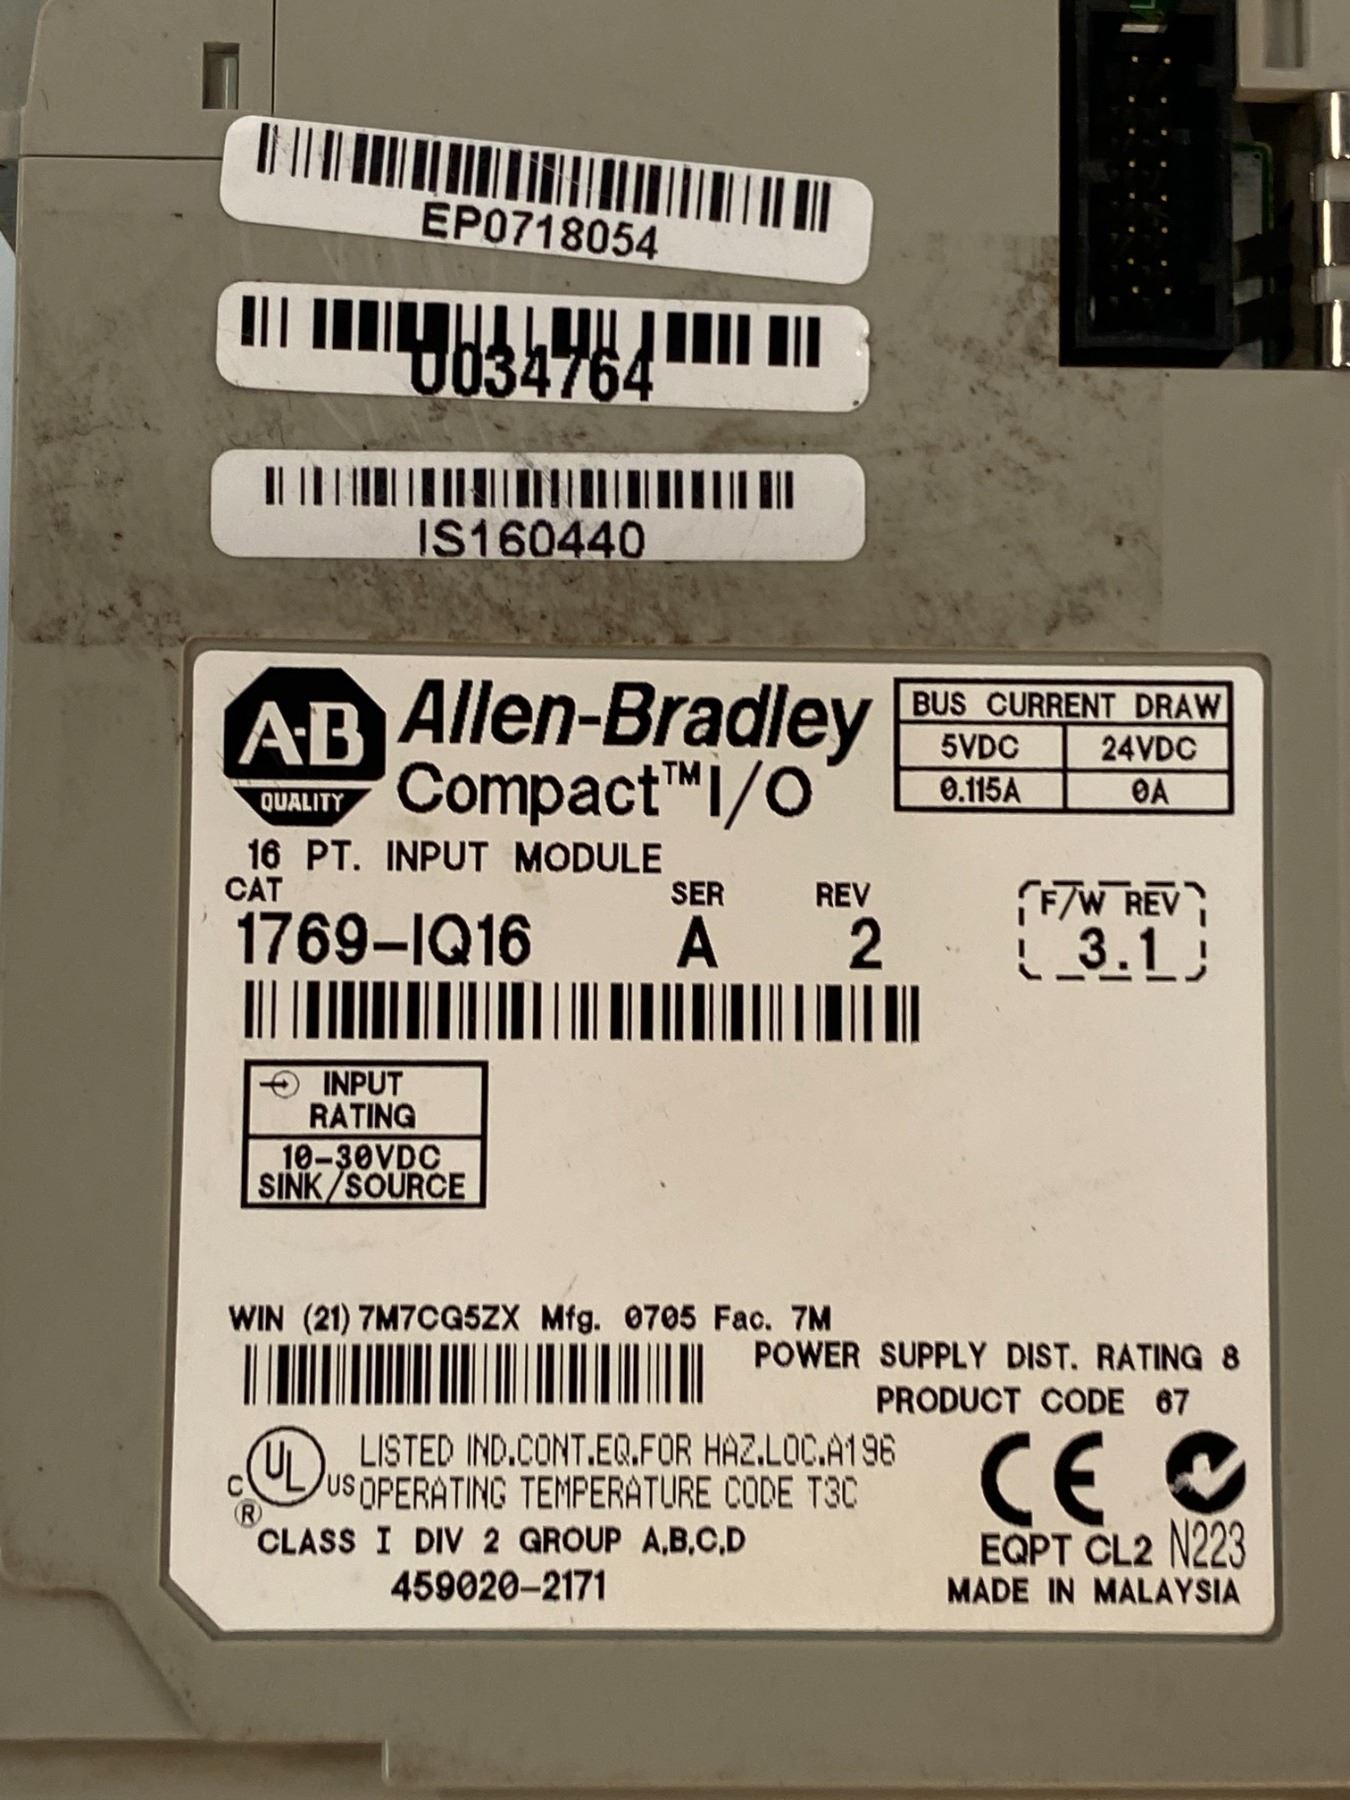 EP0718054
U034764
IS160440
A-B
QUALITY
Allen-Bradley
Compact™ I/O
BUS CURRENT DRAW
5VDC 24VDC
0.115A 0A
16 PT. INPUT MODULE
CAT SER REV
1769-IQ16 A 2
F/W REV
3.1
INPUT
RATING
10-30VDC
SINK/SOURCE
WIN (21) 7M7CG5ZX Mfg. 0705 Fac. 7M
POWER SUPPLY DIST. RATING 8
PRODUCT CODE 67
C UL US ® LISTED IND.CONT.EQ.FOR HAZ.LOC.A196
OPERATING TEMPERATURE CODE T3C
CLASS I DIV 2 GROUP A,B,C,D
459020-2171
CE
EQPT CL2 N223
MADE IN MALAYSIA